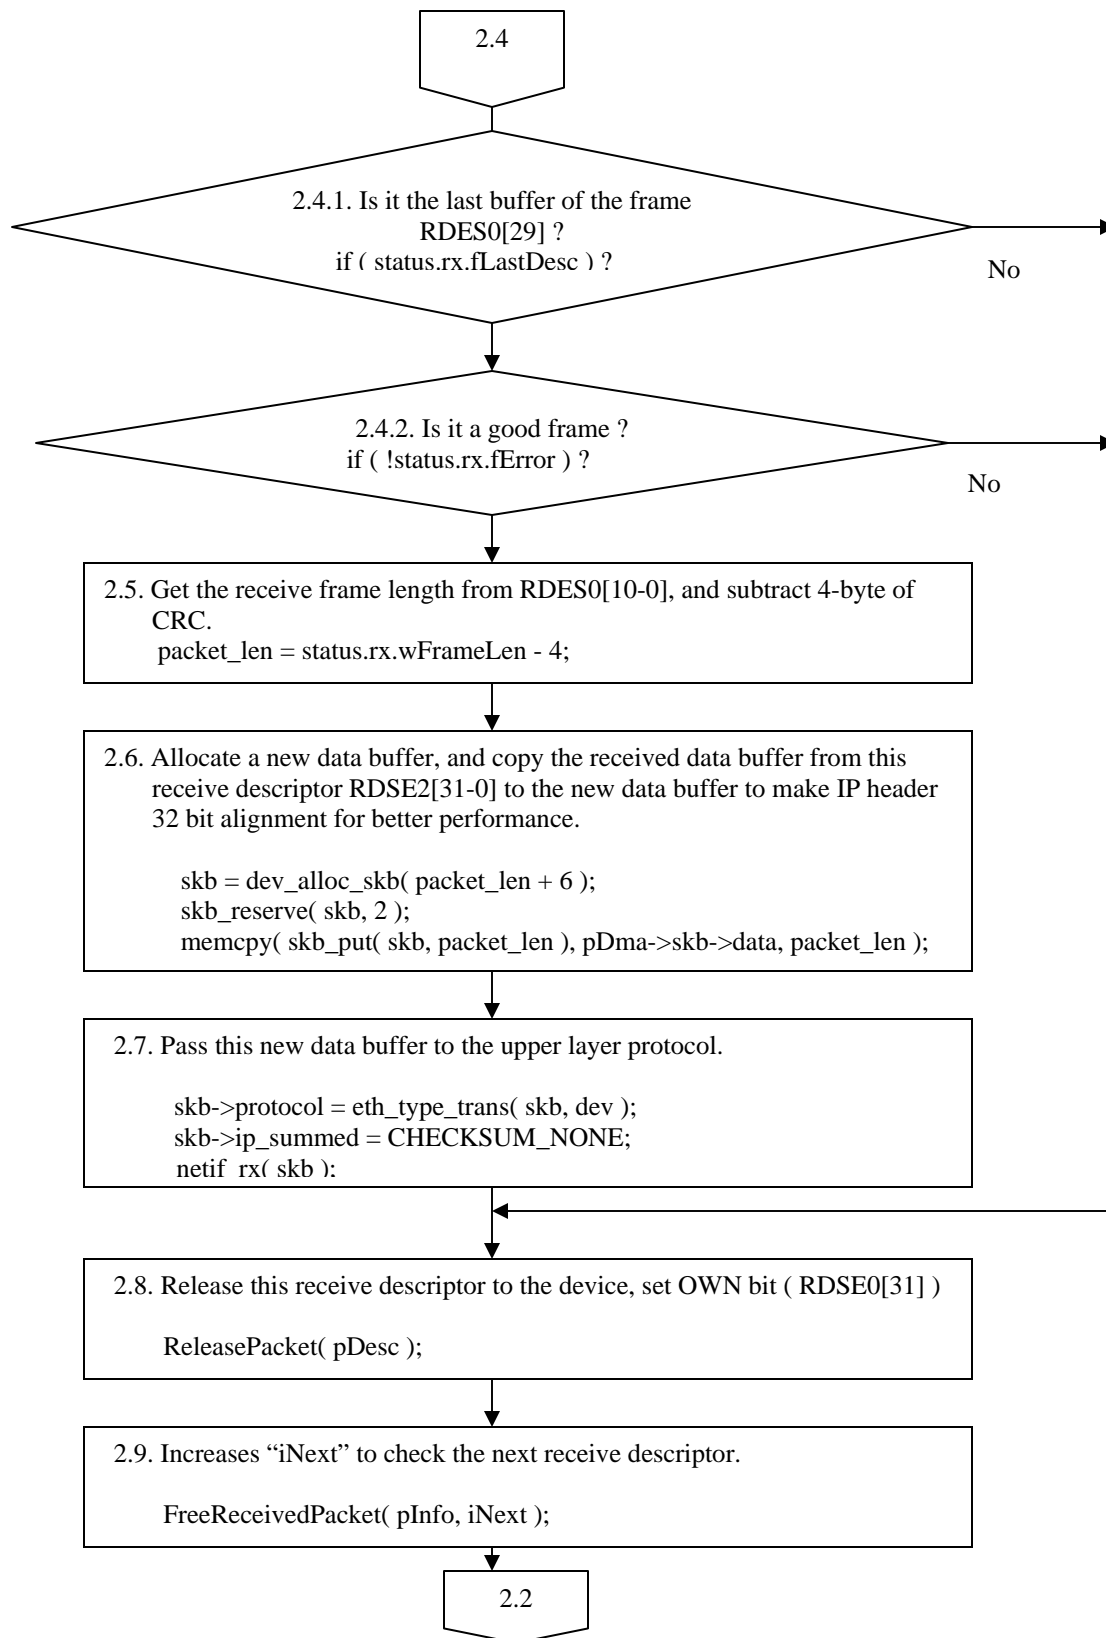 2.4
2.4.1. Is it the last buffer of the frame
RDES0[29] ?
if ( status.rx.fLastDesc ) ?
No
2.4.2. Is it a good frame ?
if ( !status.rx.fError ) ?
No
2.5. Get the receive frame length from RDES0[10-0], and subtract 4-byte of
CRC.
packet_len = status.rx.wFrameLen - 4;
2.6. Allocate a new data buffer, and copy the received data buffer from this
receive descriptor RDSE2[31-0] to the new data buffer to make IP header
32 bit alignment for better performance.
skb = dev_alloc_skb( packet_len + 6 );
skb_reserve( skb, 2 );
memcpy( skb_put( skb, packet_len ), pDma->skb->data, packet_len );
2.7. Pass this new data buffer to the upper layer protocol.
skb->protocol = eth_type_trans( skb, dev );
skb->ip_summed = CHECKSUM_NONE;
netif_rx( skb );
2.8. Release this receive descriptor to the device, set OWN bit ( RDSE0[31] )
ReleasePacket( pDesc );
2.9. Increases “iNext” to check the next receive descriptor.
FreeReceivedPacket( pInfo, iNext );
2.2